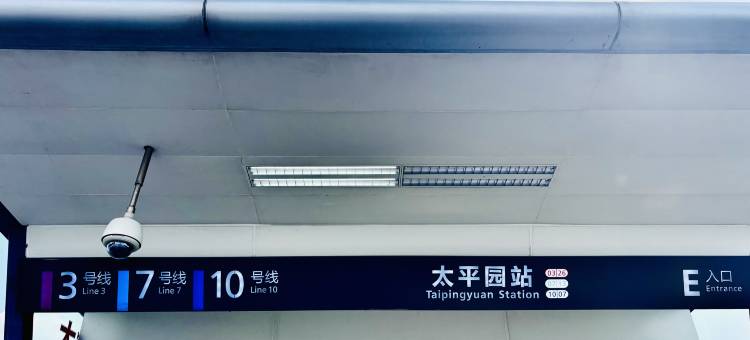 3 号线 Line 3
7 号线 Line 7
10 号线 Line 10
太平园站
Taipingyuan Station
03|26
10|07
E 入口 Entrance